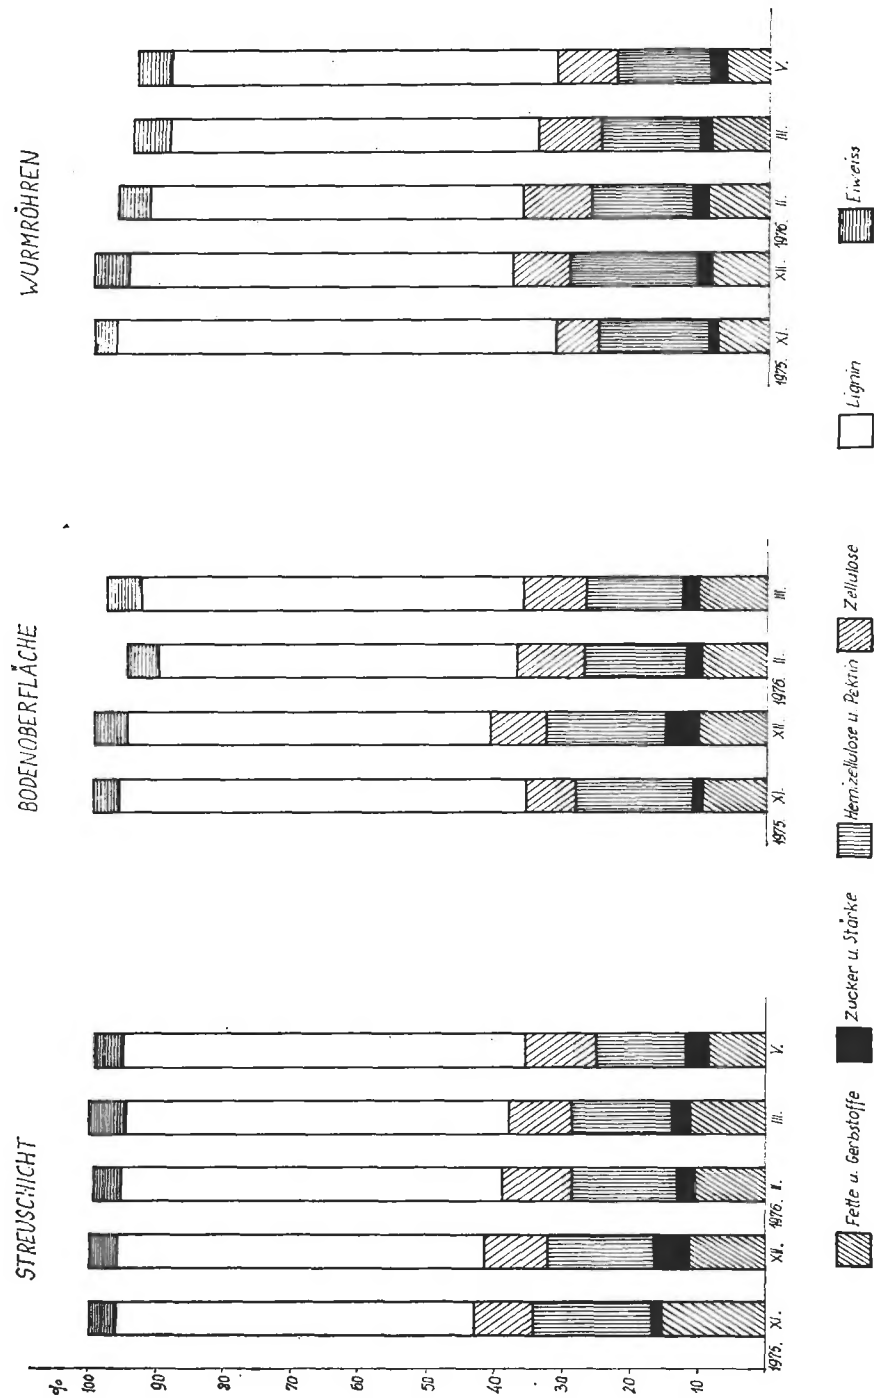 STREUSCHICHT
BODENOBERFLÄCHE
WURMRÖHREN
%
100
90
80
70
60
50
40
30
20
10
1975. XI. XII. 1976. II. III. V.
1975. XI. XII. 1976. II. III.
1975. XI. XII. 1976. II. III. V.
Fette u. Gerbstoffe
Zucker u. Stärke
Hemizellulose u. Pektin
Zellulose
Lignin
Eiweiss